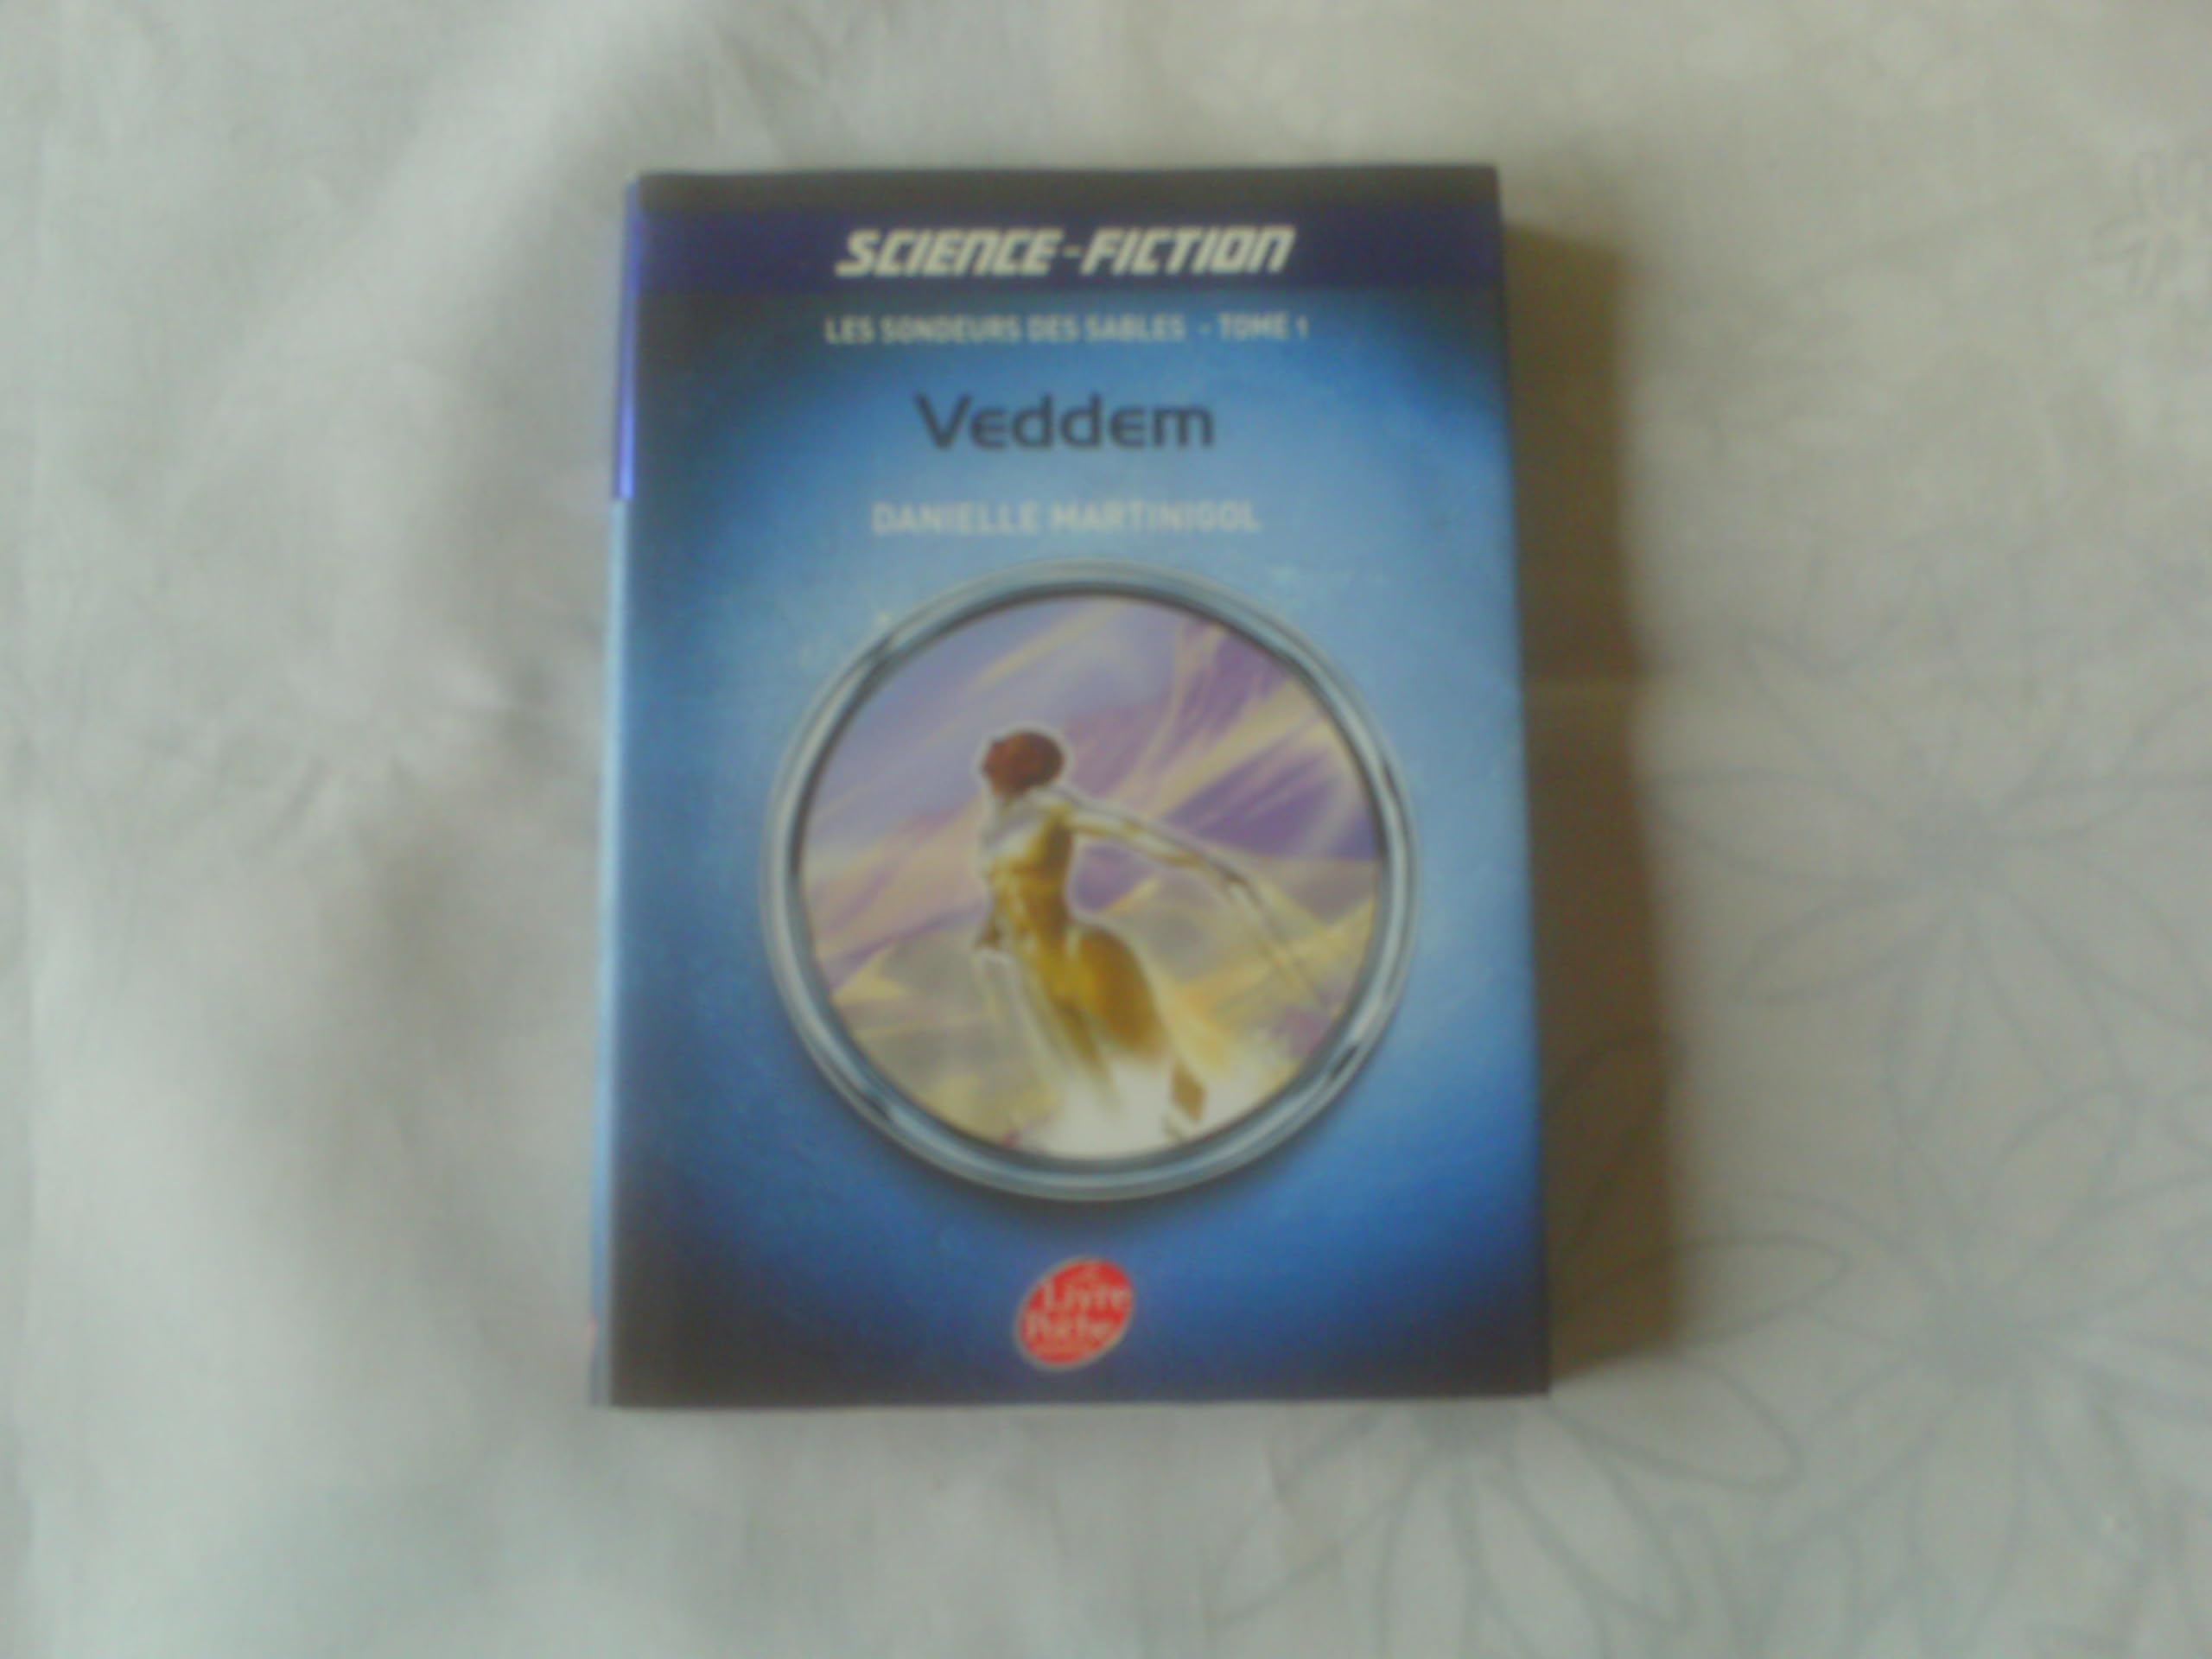 SCIENCE-FICTION
LES SONDEURS DES SABLES - TOME 1
Veddem
DANIELLE MARTINIGOL
Livre
Poche